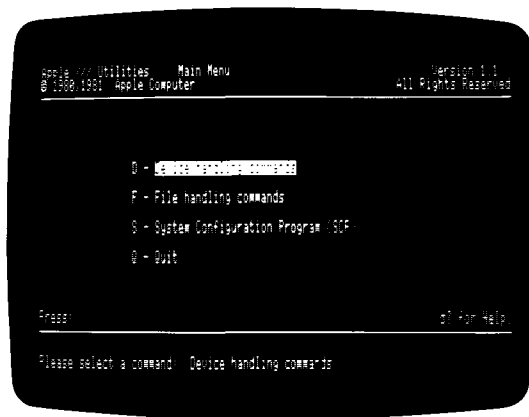 Apple /// Utilities Main Menu Version 1.1
© 1980,1981 Apple Computer All Rights Reserved
D - Device handling commands
F - File handling commands
S - System Configuration Program (SCP)
Q - Quit
Press: for Help.
Please select a command: Device handling commands